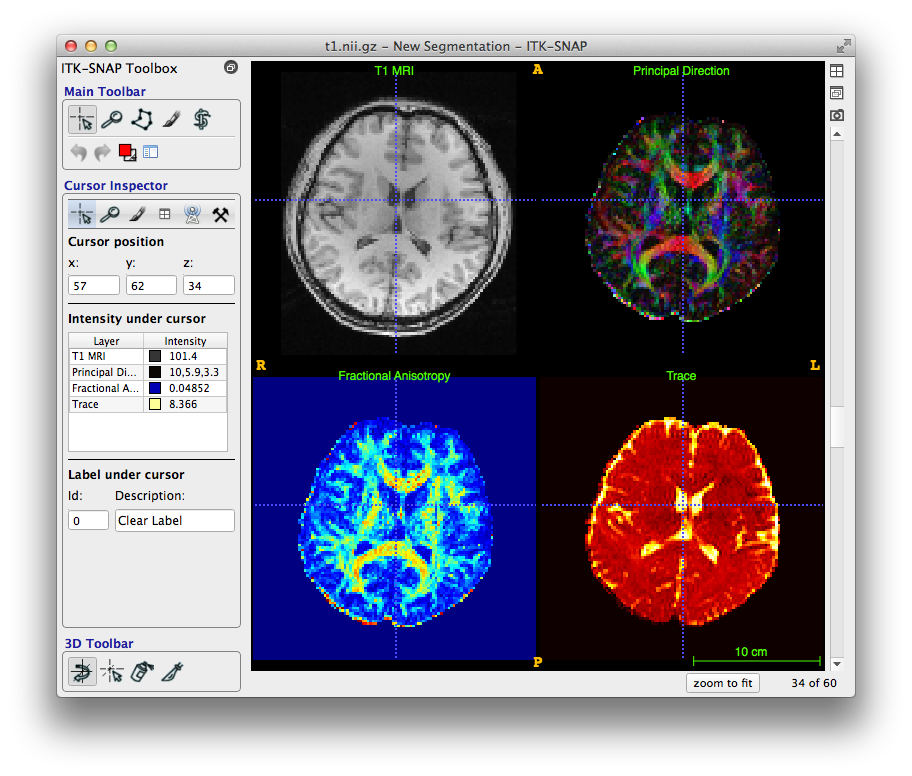 t1.nii.gz - New Segmentation - ITK-SNAP
ITK-SNAP Toolbox
Main Toolbar
Cursor Inspector
Cursor position
x: y: z:
57 62 34
Intensity under cursor
Layer Intensity
T1 MRI 101.4
Principal Di... 10,5.9,3.3
Fractional A... 0.04852
Trace 8.366
Label under cursor
Id: Description:
0 Clear Label
3D Toolbar
T1 MRI A Principal Direction
R L
Fractional Anisotropy Trace
10 cm
P
zoom to fit 34 of 60